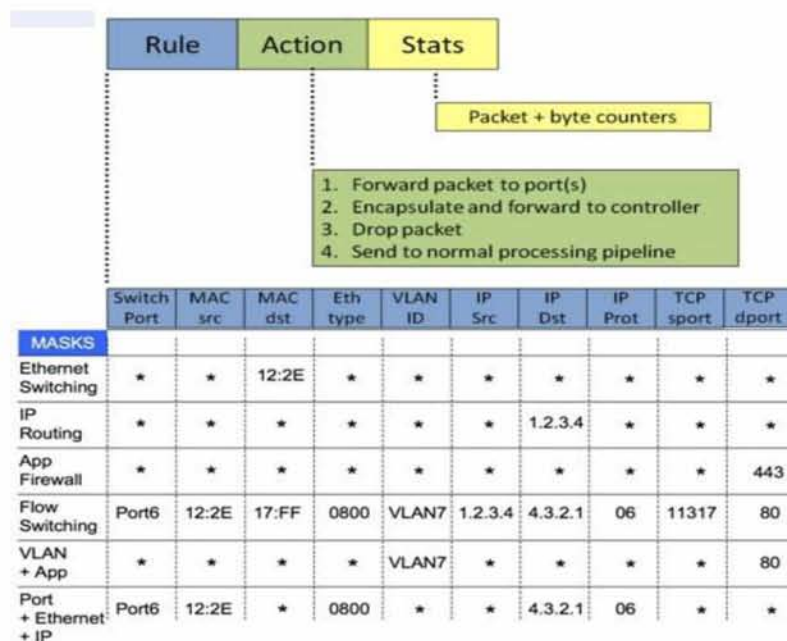 Rule Action Stats
Packet + byte counters
1. Forward packet to port(s)
2. Encapsulate and forward to controller
3. Drop packet
4. Send to normal processing pipeline
Switch Port MAC src MAC dst Eth type VLAN ID IP Src IP Dst IP Prot TCP sport TCP dport
MASKS
Ethernet Switching * * 12:2E * * * * * * *
IP Routing * * * * * * 1.2.3.4 * * *
App Firewall * * * * * * * * * 443
Flow Switching Port6 12:2E 17:FF 0800 VLAN7 1.2.3.4 4.3.2.1 06 11317 80
VLAN + App * * * * VLAN7 * * * * 80
Port + Ethernet + IP Port6 12:2E * 0800 * * 4.3.2.1 06 * *